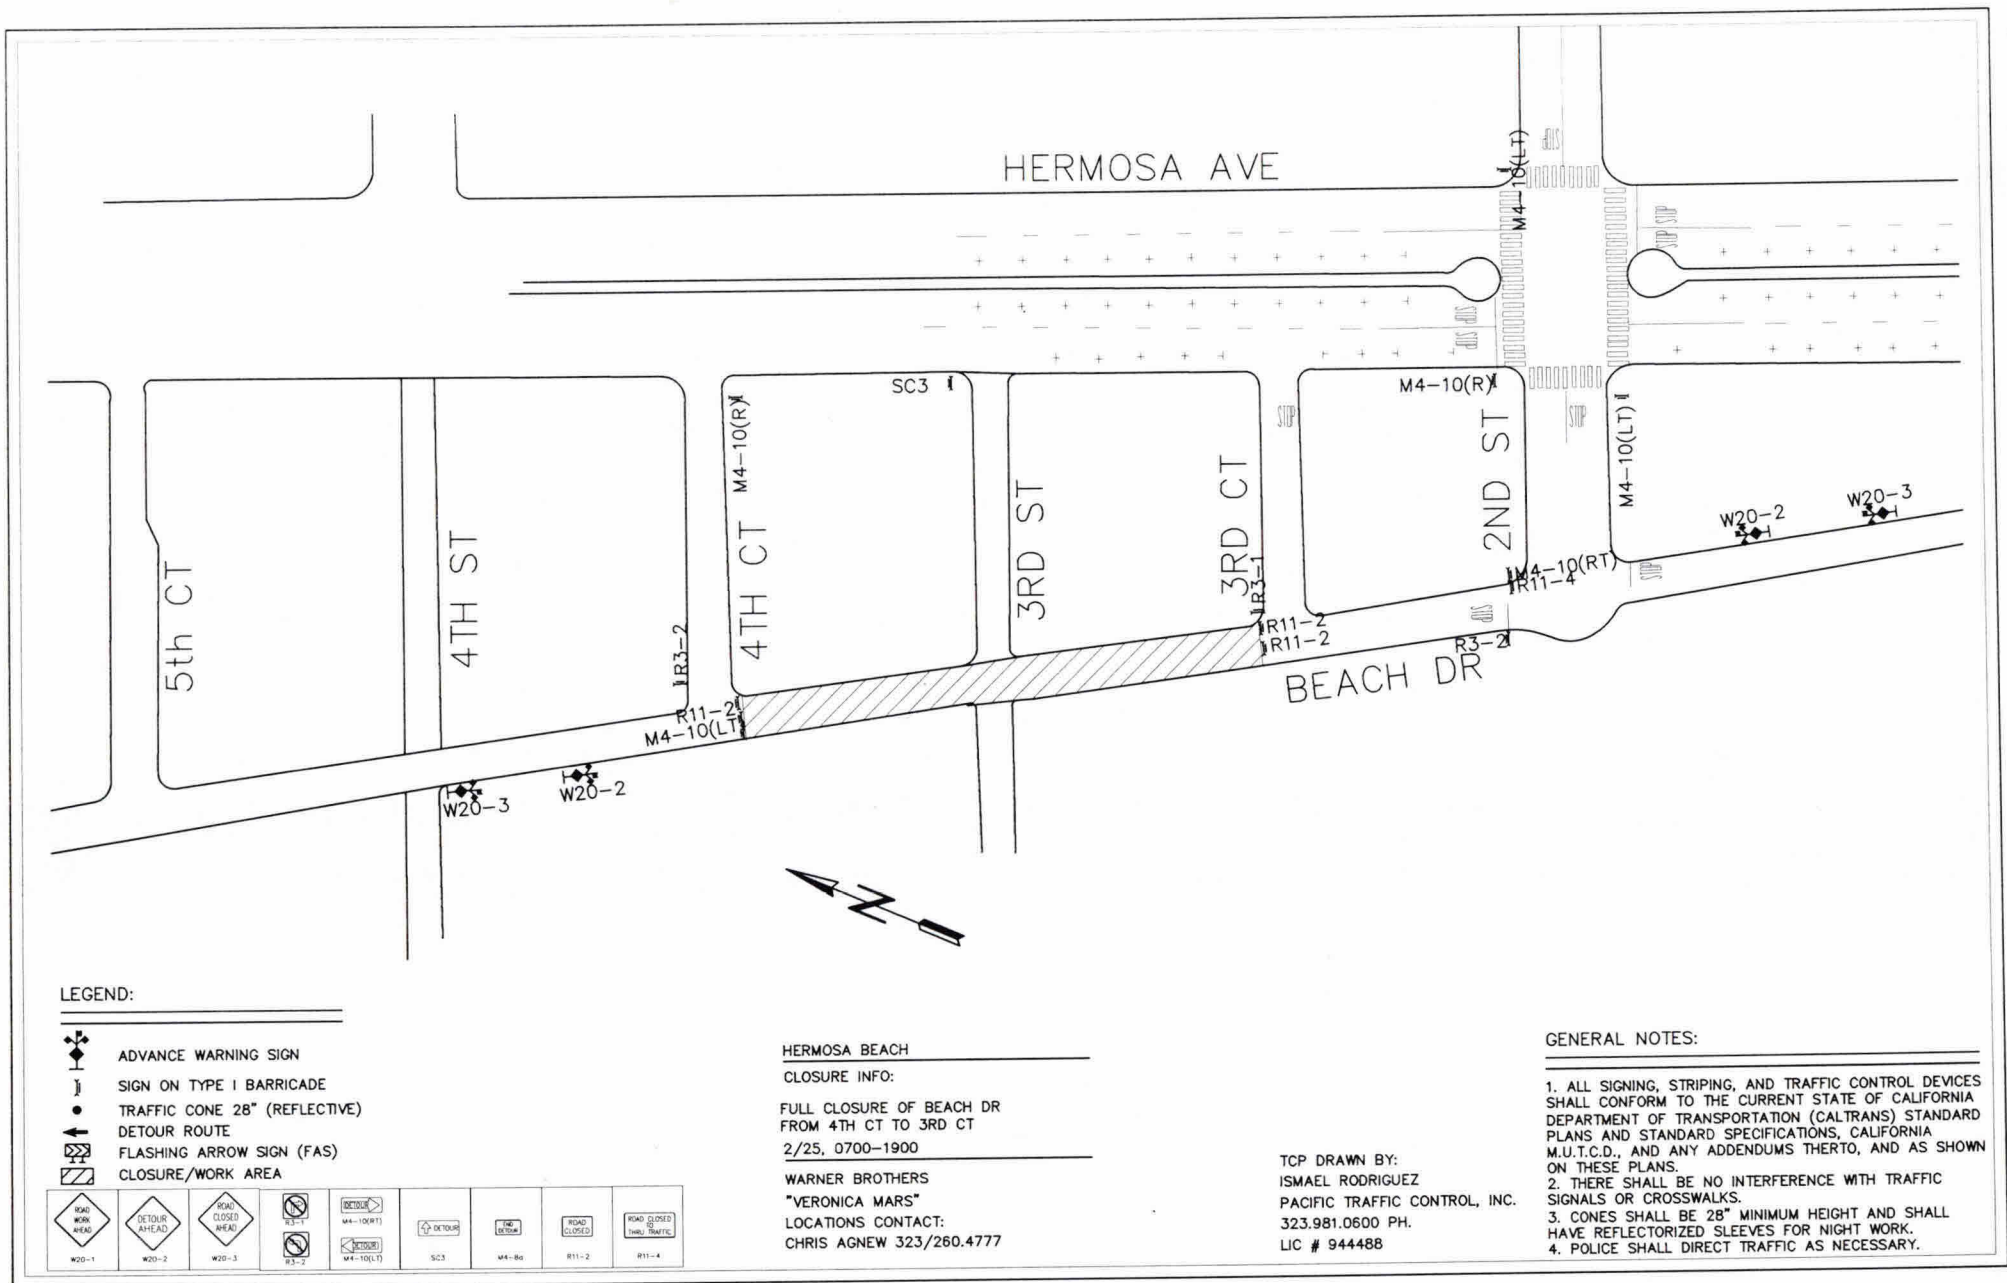 HERMOSA AVE
M4-10(LT)
STOP
STOP STOP
STOP STOP
SC3
M4-10(R)
M4-10(R)
M4-10(LT)
STOP
STOP
5th CT
4TH ST
4TH CT
3RD ST
3RD CT
2ND ST
W20-2
W20-3
R3-2
R3-1
M4-10(RT)
R11-4
STOP
STOP
R11-2
R11-2
R3-2
BEACH DR
R11-2
M4-10(LT
W20-3
W20-2
N
LEGEND:
ADVANCE WARNING SIGN
SIGN ON TYPE I BARRICADE
TRAFFIC CONE 28" (REFLECTIVE)
DETOUR ROUTE
FLASHING ARROW SIGN (FAS)
CLOSURE/WORK AREA
ROAD
WORK
AHEAD
W20-1
DETOUR
AHEAD
W20-2
ROAD
CLOSED
AHEAD
W20-3
R3-1
R3-2
DETOUR
M4-10(RT)
DETOUR
M4-10(LT)
DETOUR
SC3
END
DETOUR
M4-8a
ROAD
CLOSED
R11-2
ROAD CLOSED
TO
THRU TRAFFIC
R11-4
HERMOSA BEACH
CLOSURE INFO:
FULL CLOSURE OF BEACH DR
FROM 4TH CT TO 3RD CT
2/25, 0700-1900
WARNER BROTHERS
"VERONICA MARS"
LOCATIONS CONTACT:
CHRIS AGNEW 323/260.4777
TCP DRAWN BY:
ISMAEL RODRIGUEZ
PACIFIC TRAFFIC CONTROL, INC.
323.981.0600 PH.
LIC # 944488
GENERAL NOTES:
1. ALL SIGNING, STRIPING, AND TRAFFIC CONTROL DEVICES
SHALL CONFORM TO THE CURRENT STATE OF CALIFORNIA
DEPARTMENT OF TRANSPORTATION (CALTRANS) STANDARD
PLANS AND STANDARD SPECIFICATIONS, CALIFORNIA
M.U.T.C.D., AND ANY ADDENDUMS THERTO, AND AS SHOWN
ON THESE PLANS.
2. THERE SHALL BE NO INTERFERENCE WITH TRAFFIC
SIGNALS OR CROSSWALKS.
3. CONES SHALL BE 28" MINIMUM HEIGHT AND SHALL
HAVE REFLECTORIZED SLEEVES FOR NIGHT WORK.
4. POLICE SHALL DIRECT TRAFFIC AS NECESSARY.